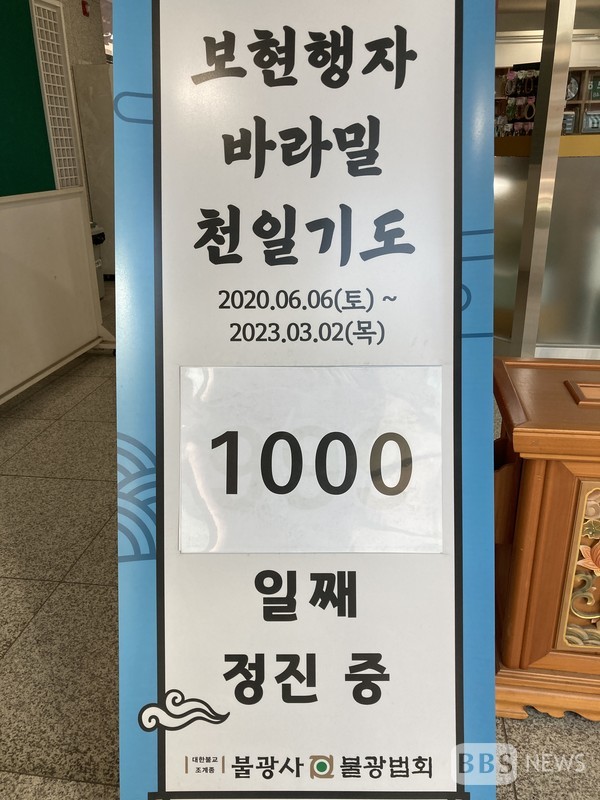 보현행자
바라밀
천일기도
2020.06.06(토) ~
2023.03.02(목)
1000
일째
정진 중
대한불교
조계종
불광사 불광법회
BBS NEWS